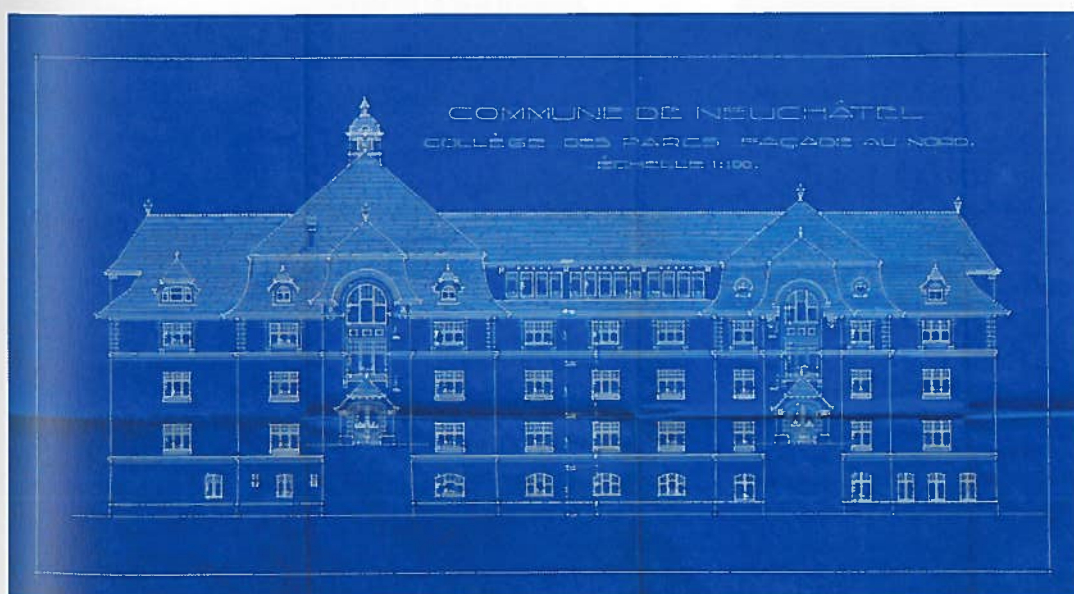 COMMUNE DE NEUCHÂTEL
COLLÈGE DES PARCS FAÇADE AU NORD.
ÉCHELLE 1:100.